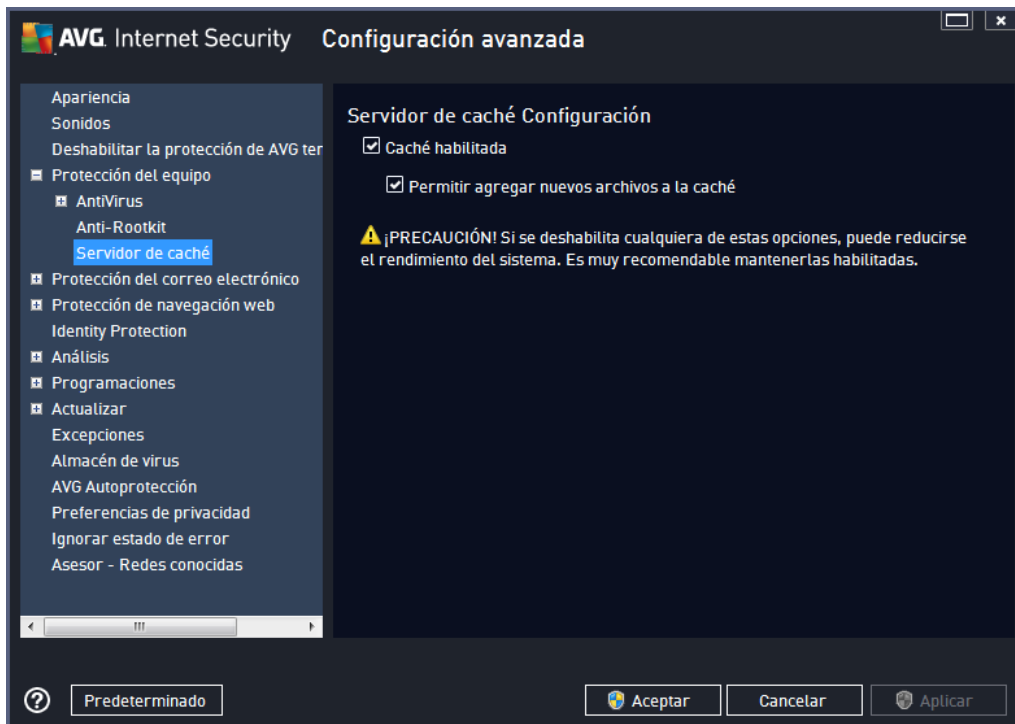 AVG. Internet Security Configuración avanzada
Apariencia
Sonidos
Deshabilitar la protección de AVG ter
Protección del equipo
AntiVirus
Anti-Rootkit
Servidor de caché
Protección del correo electrónico
Protección de navegación web
Identity Protection
Análisis
Programaciones
Actualizar
Excepciones
Almacén de virus
AVG Autoprotección
Preferencias de privacidad
Ignorar estado de error
Asesor - Redes conocidas
Servidor de caché Configuración
Caché habilitada
Permitir agregar nuevos archivos a la caché
¡PRECAUCIÓN! Si se deshabilita cualquiera de estas opciones, puede reducirse
el rendimiento del sistema. Es muy recomendable mantenerlas habilitadas.
? Predeterminado Aceptar Cancelar Aplicar